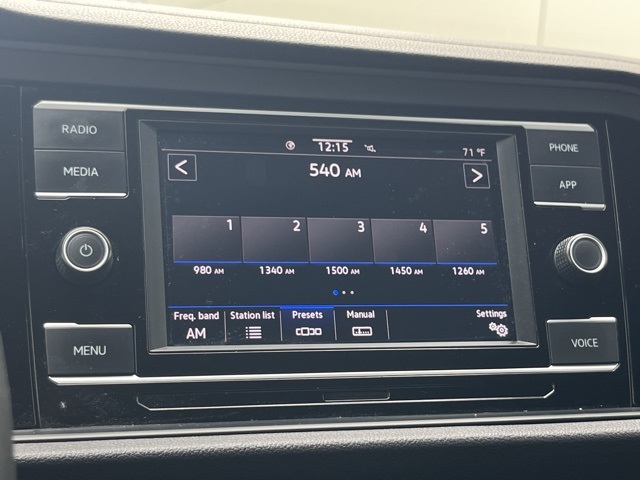 RADIO
MEDIA
MENU
12:15
71 °F
540 AM
< >
1 2 3 4 5
980 AM 1340 AM 1500 AM 1450 AM 1260 AM
Freq. band Station list Presets Manual Settings
AM
PHONE
APP
VOICE